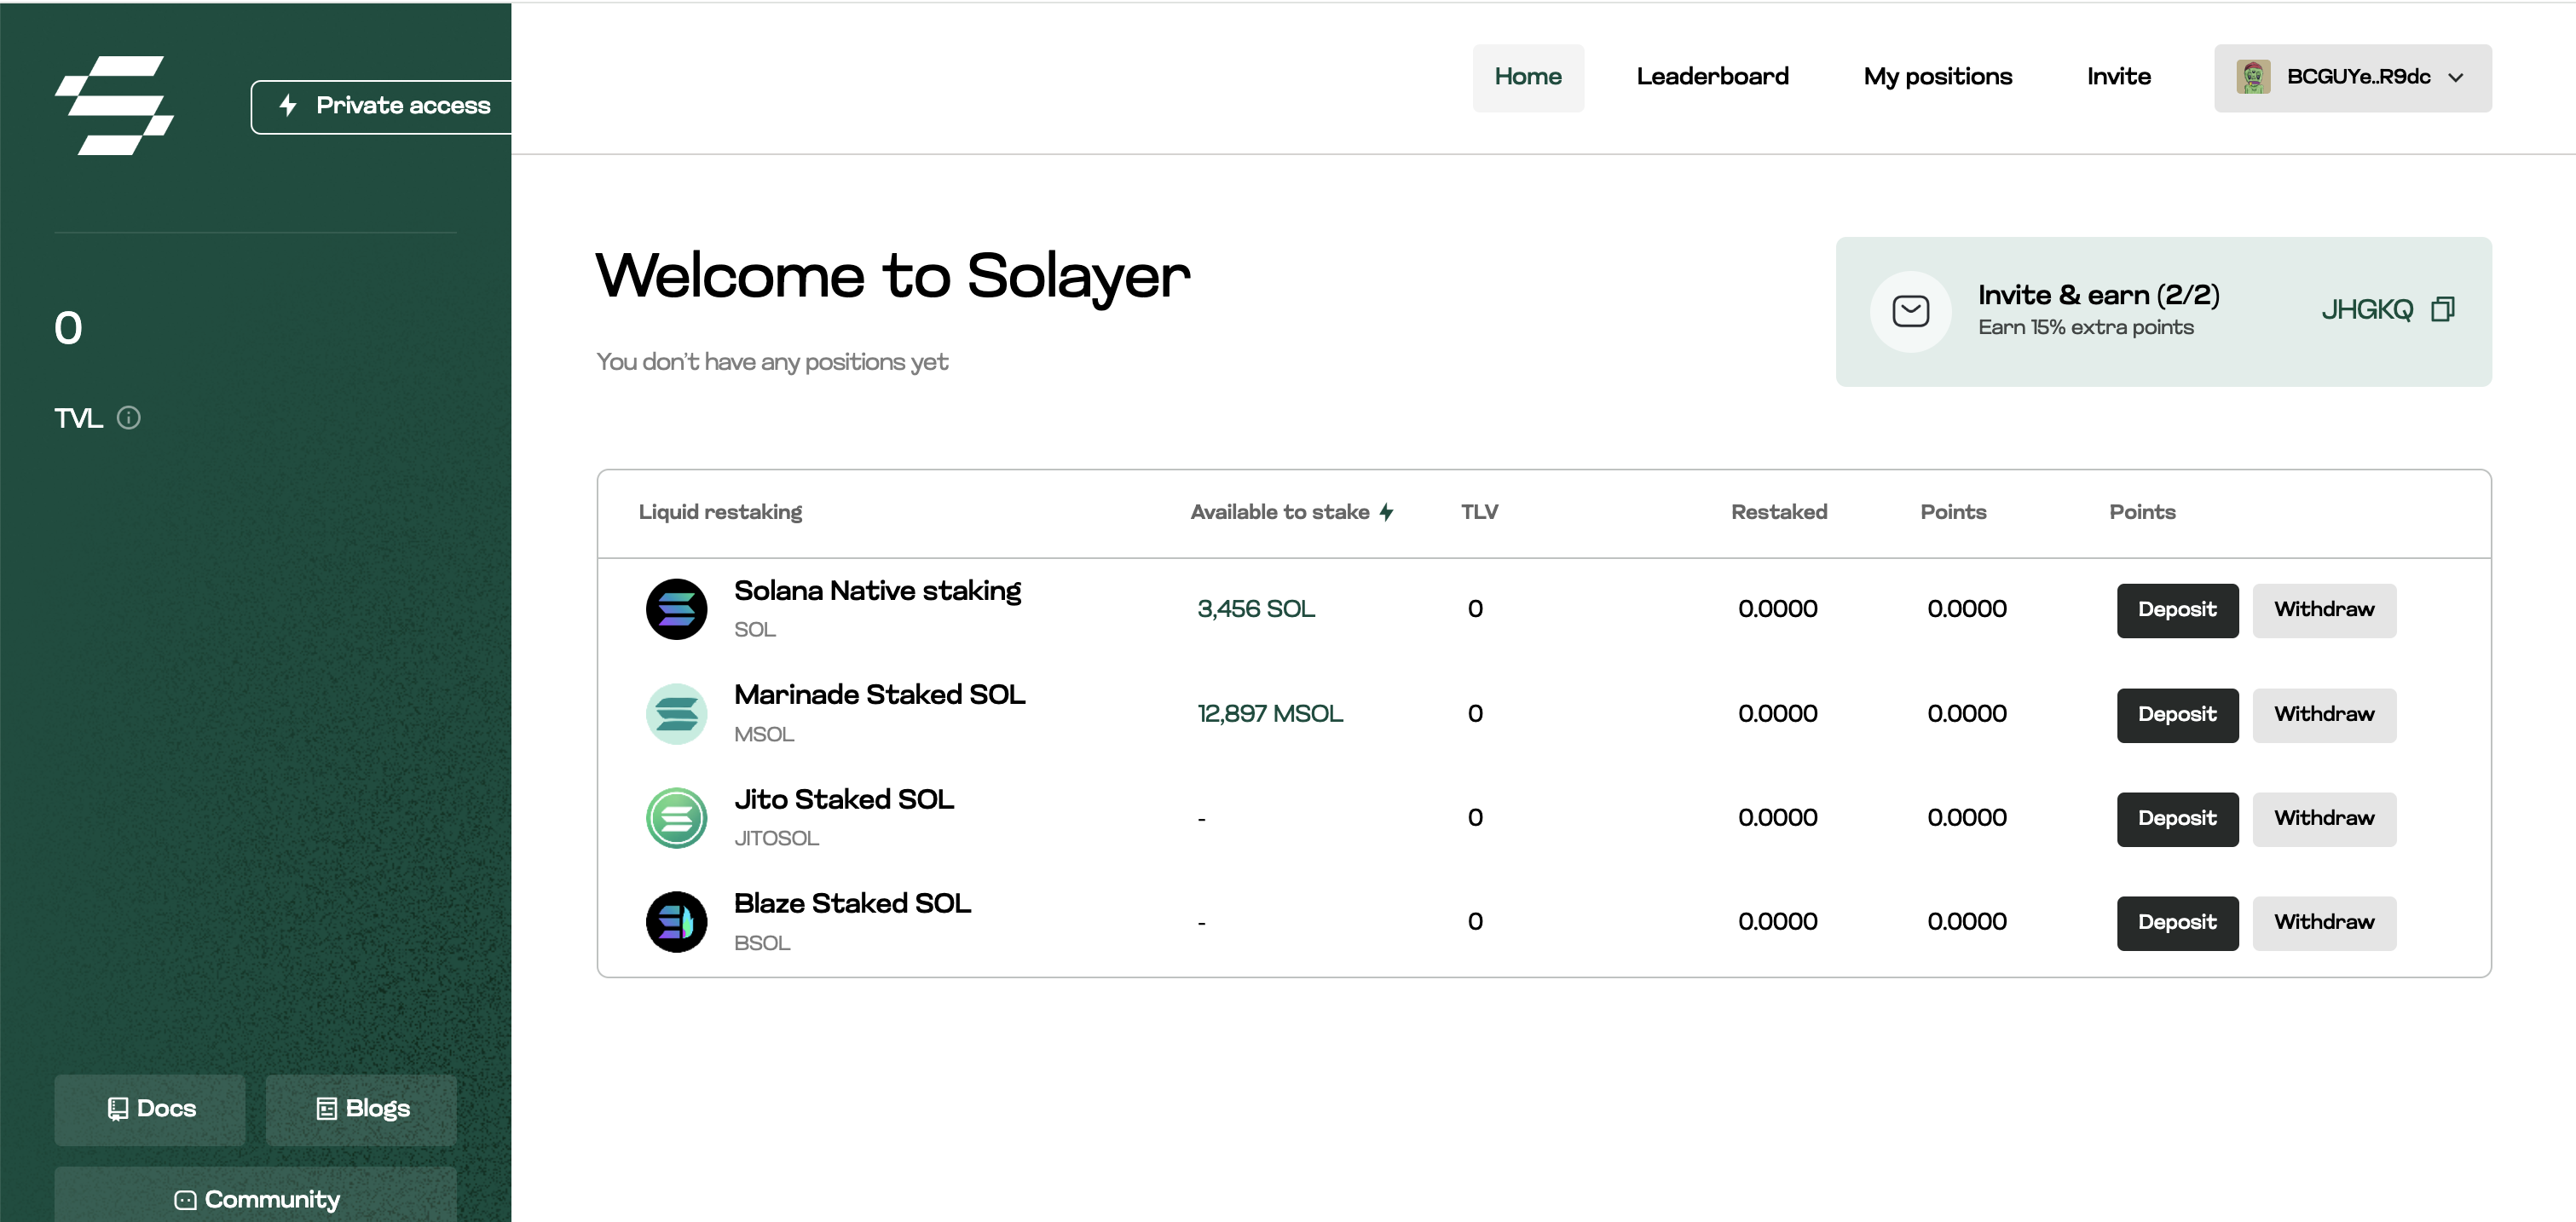 Private access
Home Leaderboard My positions Invite BCGUYe..R9dc
0
TVL
Welcome to Solayer
You don't have any positions yet
Invite & earn (2/2)
Earn 15% extra points
JHGKQ
Liquid restaking Available to stake TLV Restaked Points Points
Solana Native staking
SOL
3,456 SOL 0 0.0000 0.0000 Deposit Withdraw
Marinade Staked SOL
MSOL
12,897 MSOL 0 0.0000 0.0000 Deposit Withdraw
Jito Staked SOL
JITOSOL
- 0 0.0000 0.0000 Deposit Withdraw
Blaze Staked SOL
BSOL
- 0 0.0000 0.0000 Deposit Withdraw
Docs Blogs
Community